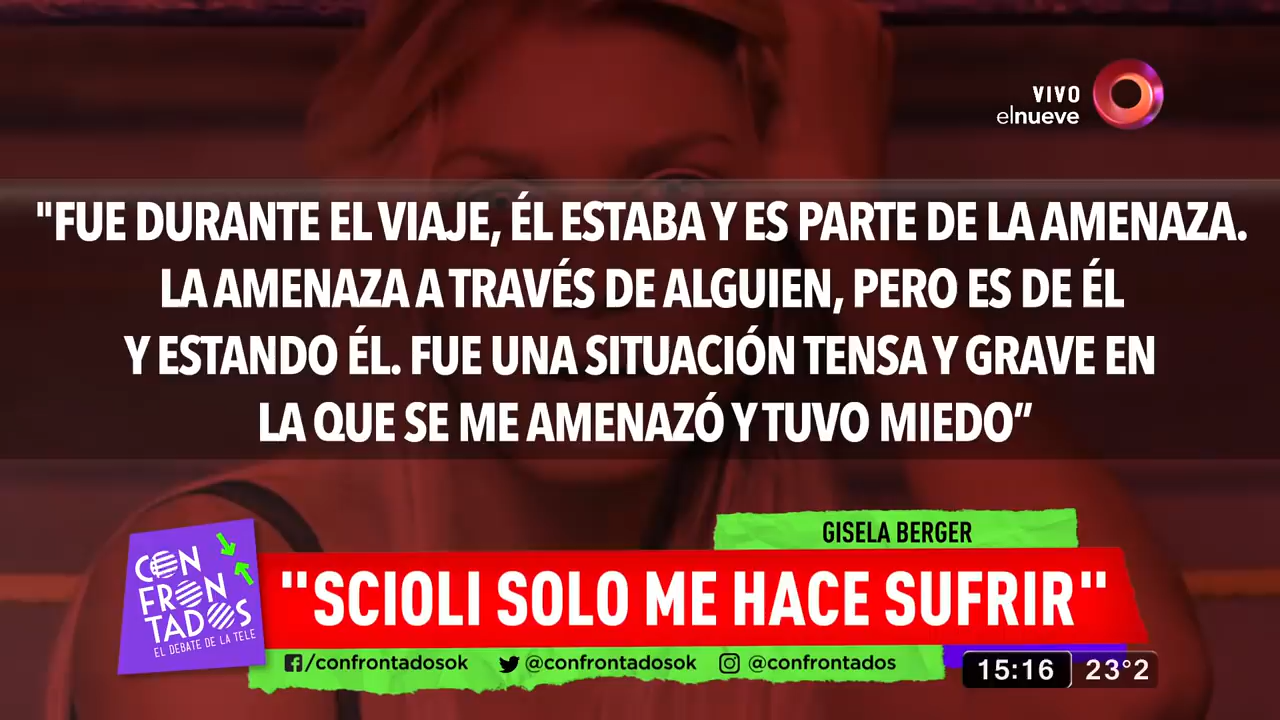 VIVO
elnueve
"FUE DURANTE EL VIAJE, ÉL ESTABA Y ES PARTE DE LA AMENAZA.
LA AMENAZA A TRAVÉS DE ALGUIEN, PERO ES DE ÉL
Y ESTANDO ÉL. FUE UNA SITUACIÓN TENSA Y GRAVE EN
LA QUE SE ME AMENAZÓ Y TUVO MIEDO”
GISELA BERGER
"SCIOLI SOLO ME HACE SUFRIR"
CON
FRON
TADOS
EL DEBATE DE LA TELE
/confrontadosok @confrontadosok @confrontados
15:16 23°2